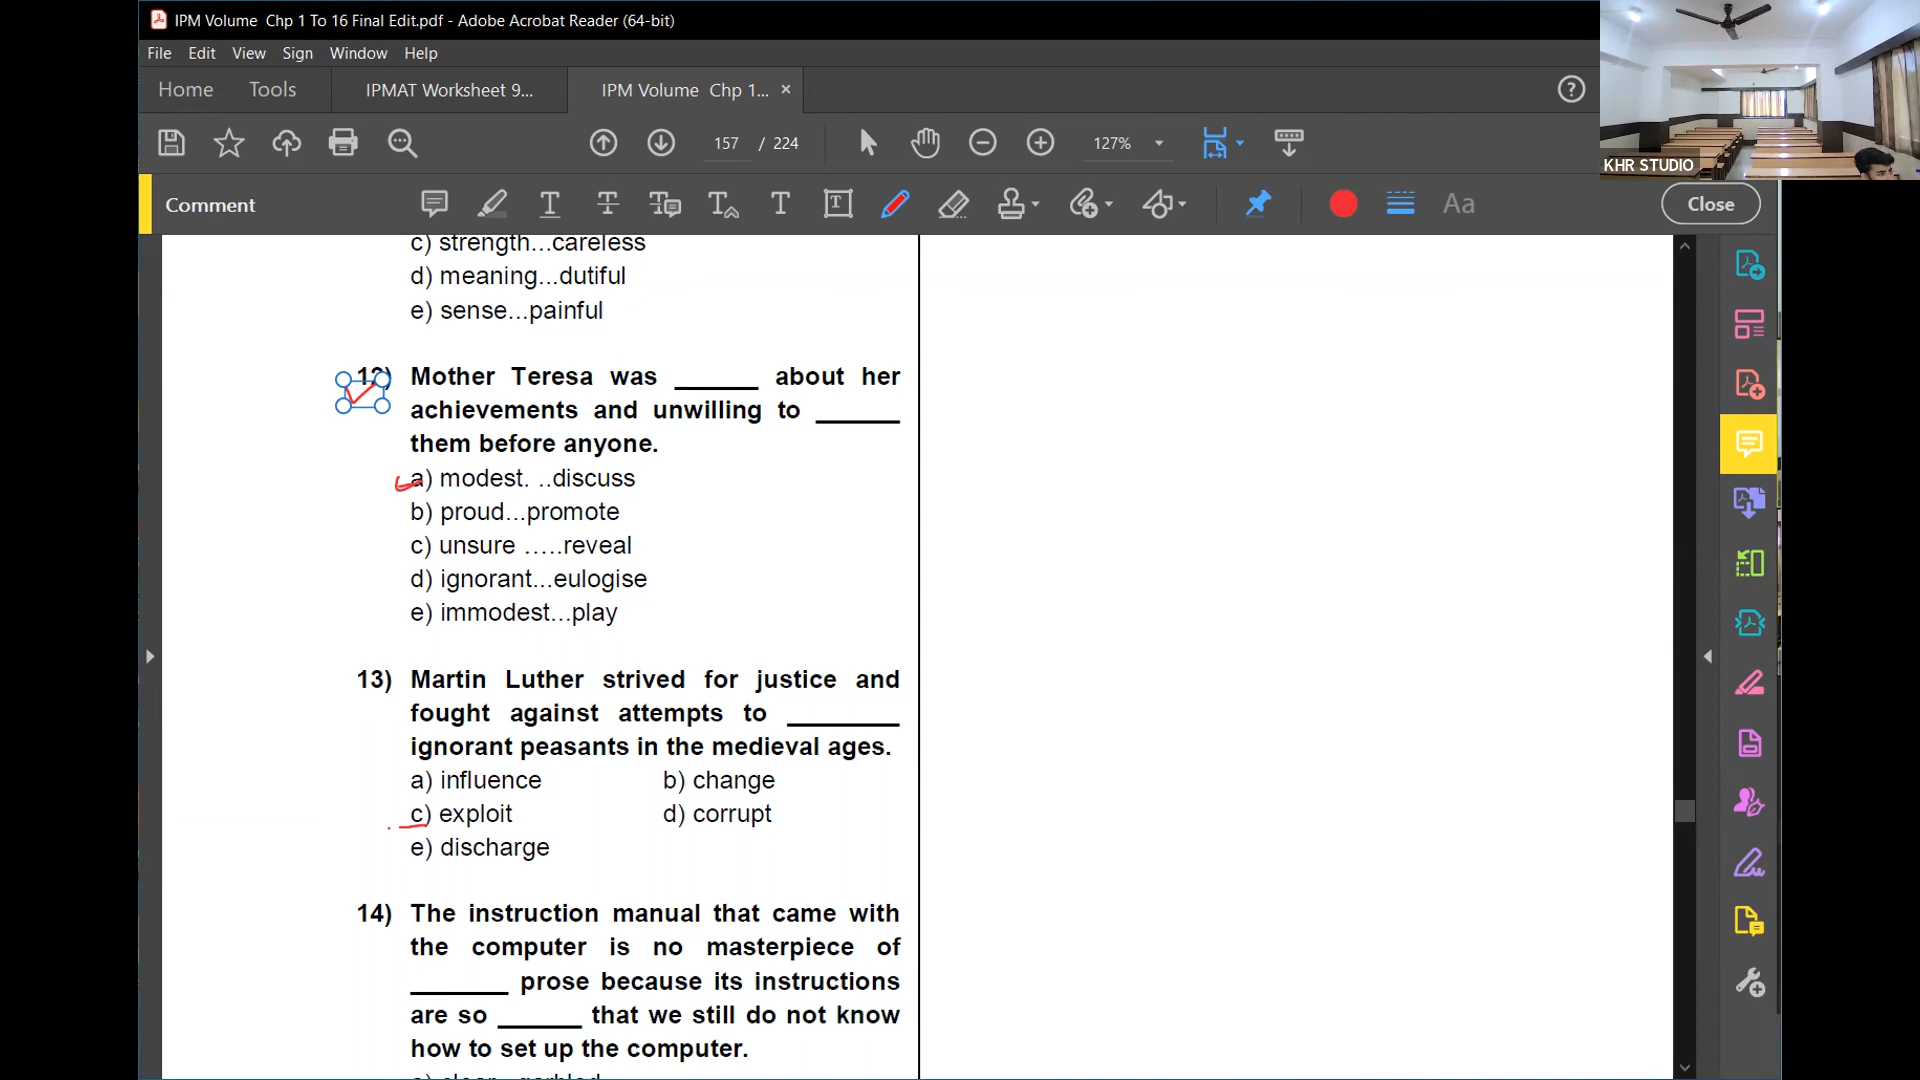 IPM Volume  Chp 1 To 16 Final Edit.pdf - Adobe Acrobat Reader (64-bit)
File Edit View Sign Window Help
Home Tools IPMAT Worksheet 9... IPM Volume  Chp 1... ×
157 / 224 127%
KHR STUDIO
Comment Aa Close
c) strength...careless
d) meaning...dutiful
e) sense...painful
12) Mother Teresa was ______ about her
achievements and unwilling to ______
them before anyone.
a) modest. ..discuss
b) proud...promote
c) unsure .....reveal
d) ignorant...eulogise
e) immodest...play
13) Martin Luther strived for justice and
fought against attempts to ________
ignorant peasants in the medieval ages.
a) influence b) change
c) exploit d) corrupt
e) discharge
14) The instruction manual that came with
the computer is no masterpiece of
_______ prose because its instructions
are so ______ that we still do not know
how to set up the computer.